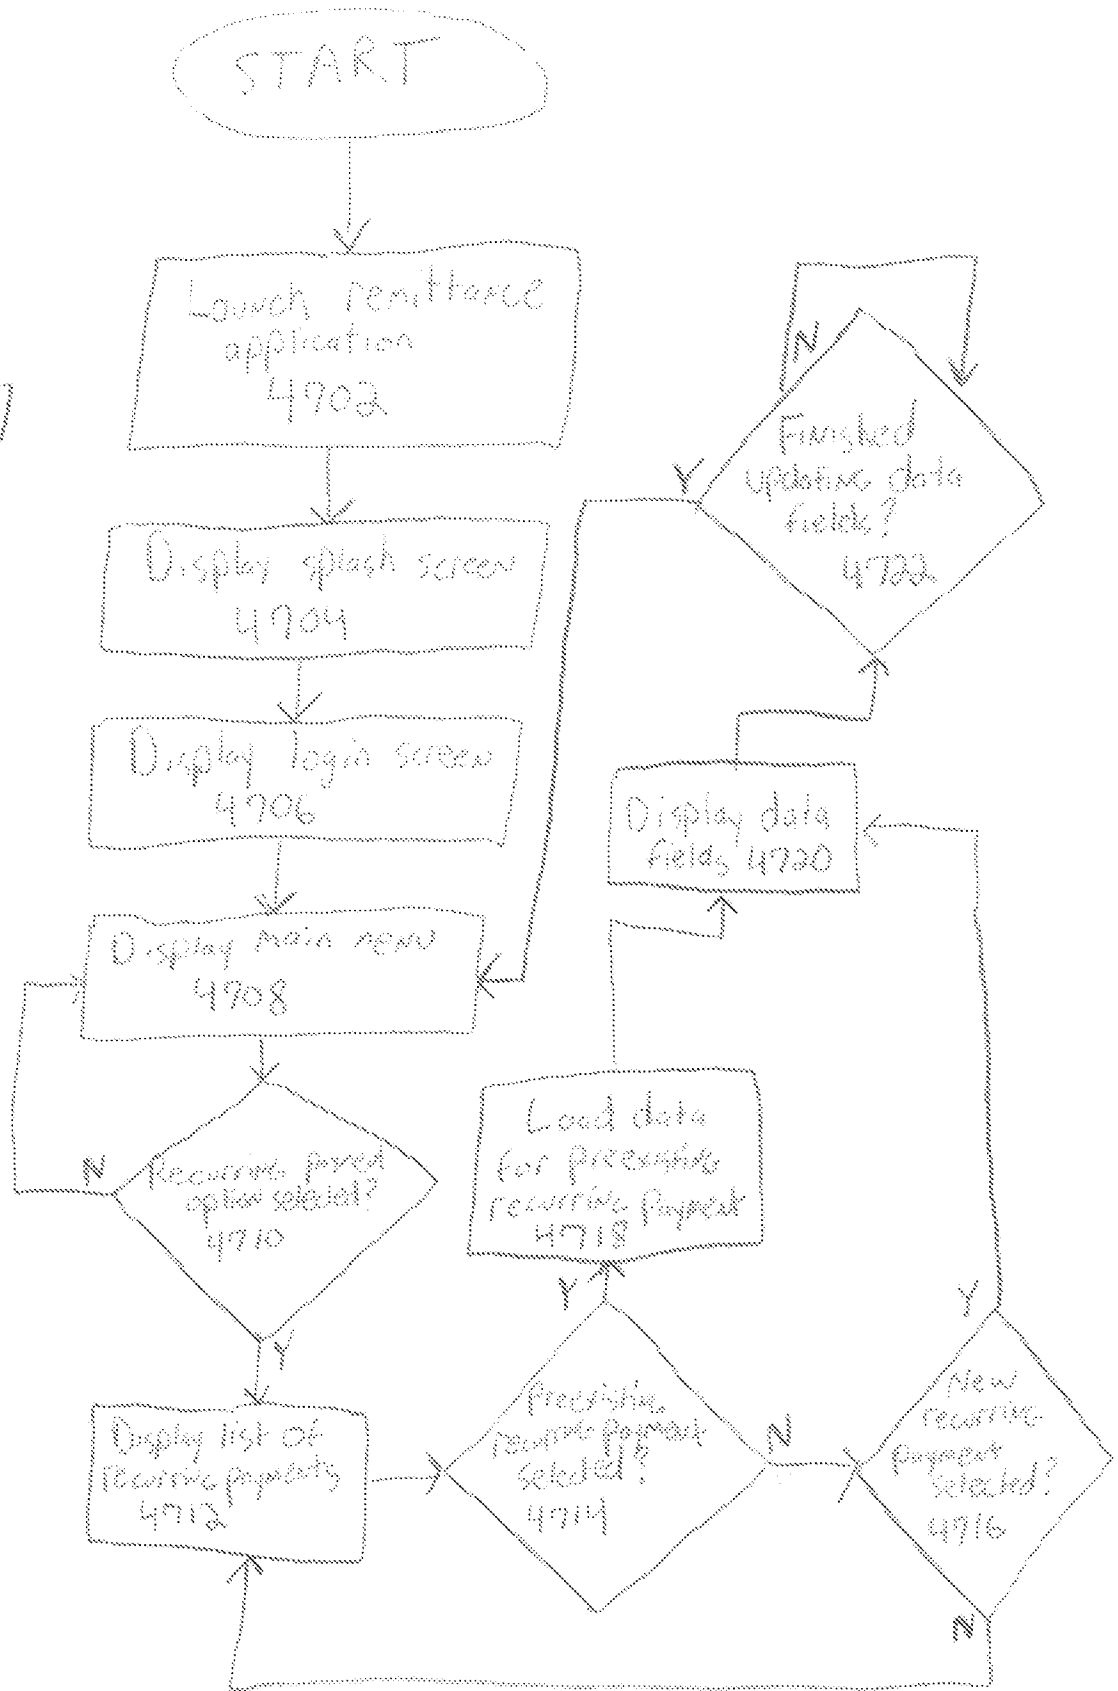 START
Launch remittance
application
4702
Display splash screen
4704
Display login screen
4706
Display main menu
4708
N
Recurring payment
option selected?
4710
Y
Display list of
recurring payments
4712
Preexisting
recurring payment
selected?
4714
Y
N
Load data
for preexisting
recurring payment
4718
New
recurring
payment
selected?
4716
Y
N
Display data
fields 4720
Finished
updating data
fields?
4722
N
Y